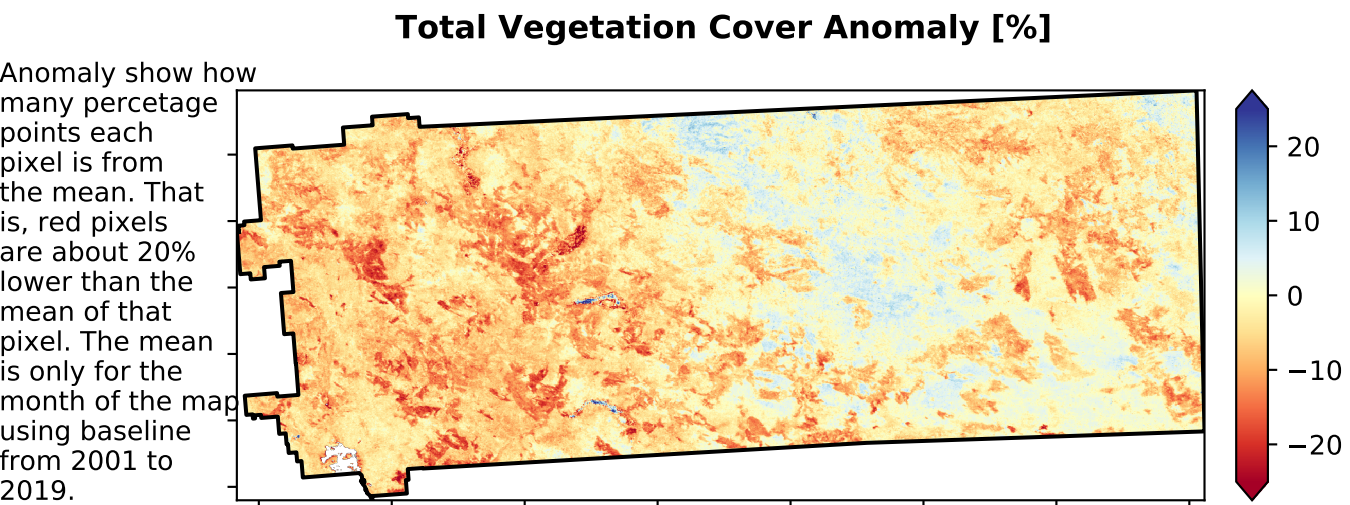 Total Vegetation Cover Anomaly [%]
Anomaly show how
many percetage
points each
pixel is from
the mean. That
is, red pixels
are about 20%
lower than the
mean of that
pixel. The mean
is only for the
month of the map
using baseline
from 2001 to
2019.
20
10
0
−10
−20